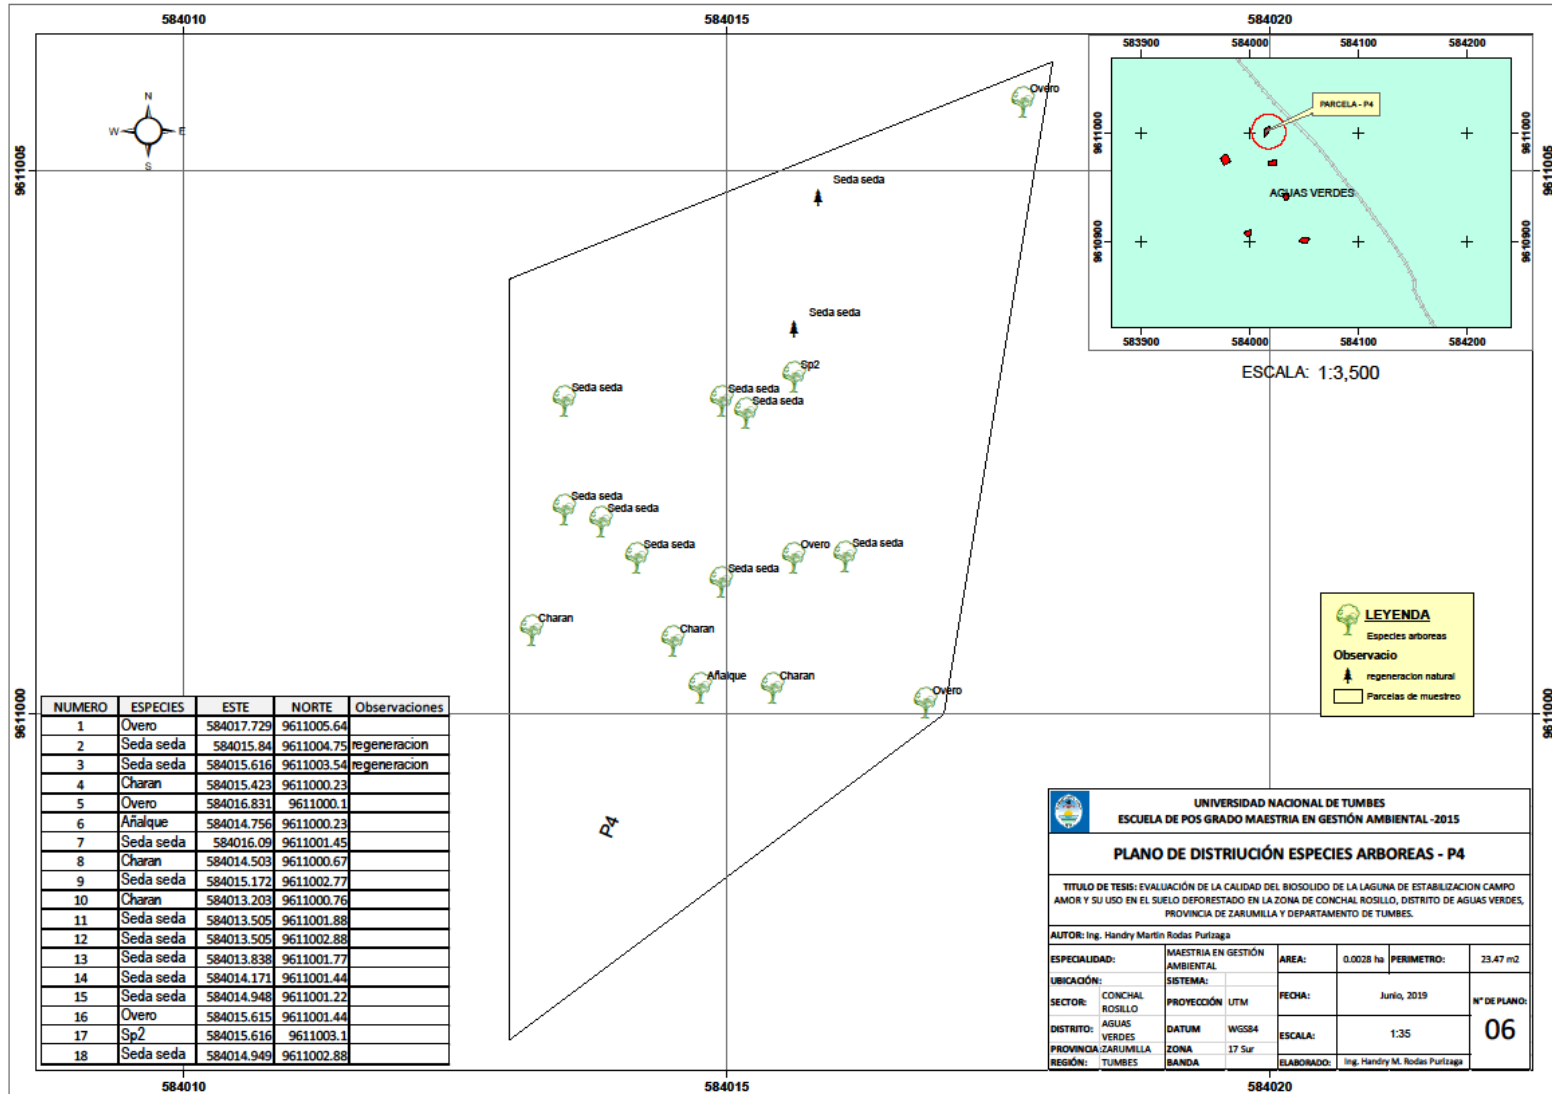 584010
584015
584020
9611005
9611000
9611005
9611000
584010
584015
584020
N
W
E
S
Overo
Seda seda
Seda seda
Sp2
Seda seda
Seda seda
Seda seda
Seda seda
Seda seda
Seda seda
Overo
Seda seda
Seda seda
Charan
Charan
Añalque
Charan
Overo
P4
583900
584000
584100
584200
9611000
9610900
9611000
9610900
PARCELA - P4
AGUAS VERDES
583900
584000
584100
584200
ESCALA: 1:3,500
LEYENDA
Especies arboreas
Observacio
regeneracion natural
Parcelas de muestreo
NUMERO ESPECIES ESTE NORTE Observaciones
1 Overo 584017.729 9611005.64
2 Seda seda 584015.84 9611004.75 regeneracion
3 Seda seda 584015.616 9611003.54 regeneracion
4 Charan 584015.423 9611000.23
5 Overo 584016.831 9611000.1
6 Añalque 584014.756 9611000.23
7 Seda seda 584016.09 9611001.45
8 Charan 584014.503 9611000.67
9 Seda seda 584015.172 9611002.77
10 Charan 584013.203 9611000.76
11 Seda seda 584013.505 9611001.88
12 Seda seda 584013.505 9611002.88
13 Seda seda 584013.838 9611001.77
14 Seda seda 584014.171 9611001.44
15 Seda seda 584014.948 9611001.22
16 Overo 584015.615 9611001.44
17 Sp2 584015.616 9611003.1
18 Seda seda 584014.949 9611002.88
UNIVERSIDAD NACIONAL DE TUMBES
ESCUELA DE POS GRADO MAESTRIA EN GESTIÓN AMBIENTAL -2015
PLANO DE DISTRIUCIÓN ESPECIES ARBOREAS - P4
TITULO DE TESIS: EVALUACIÓN DE LA CALIDAD DEL BIOSOLIDO DE LA LAGUNA DE ESTABILIZACION CAMPO
AMOR Y SU USO EN EL SUELO DEFORESTADO EN LA ZONA DE CONCHAL ROSILLO, DISTRITO DE AGUAS VERDES,
PROVINCIA DE ZARUMILLA Y DEPARTAMENTO DE TUMBES.
AUTOR: Ing. Handry Martin Rodas Purizaga
ESPECIALIDAD: MAESTRIA EN GESTIÓN AMBIENTAL AREA: 0.0028 ha PERIMETRO: 23.47 m2
UBICACIÓN: SISTEMA:
SECTOR: CONCHAL ROSILLO PROYECCIÓN UTM FECHA: Junio, 2019 N° DE PLANO:
DISTRITO: AGUAS VERDES DATUM WGS84 ESCALA: 1:35 06
PROVINCIA: ZARUMILLA ZONA 17 Sur
REGIÓN: TUMBES BANDA ELABORADO: Ing. Handry M. Rodas Purizaga